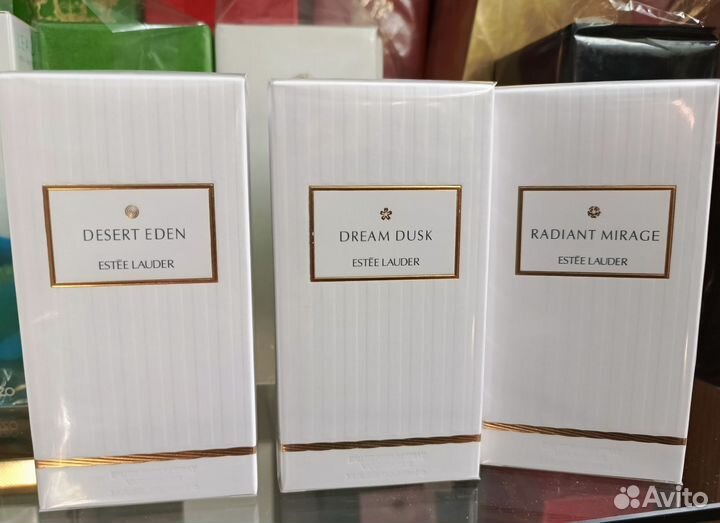 DESERT EDEN
ESTĒE LAUDER
DREAM DUSK
ESTĒE LAUDER
RADIANT MIRAGE
ESTĒE LAUDER
Avito